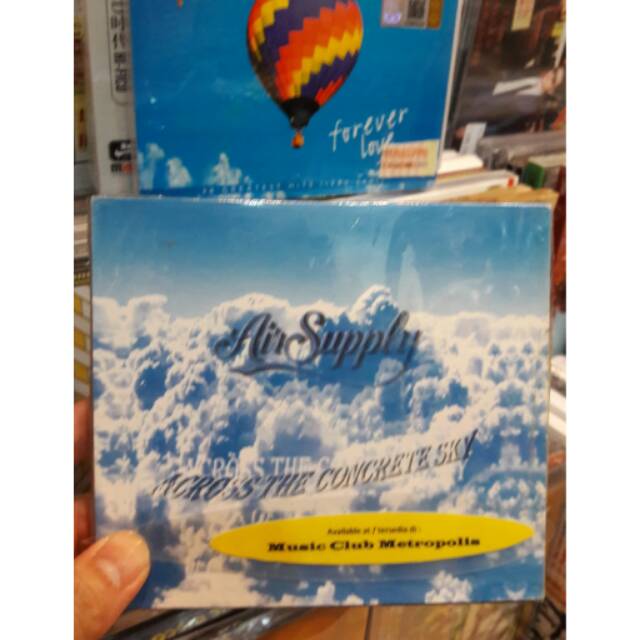 forever
love
Air Supply
ACROSS THE CONCRETE SKY
Available at / tersedia di :
Music Club Metropolis